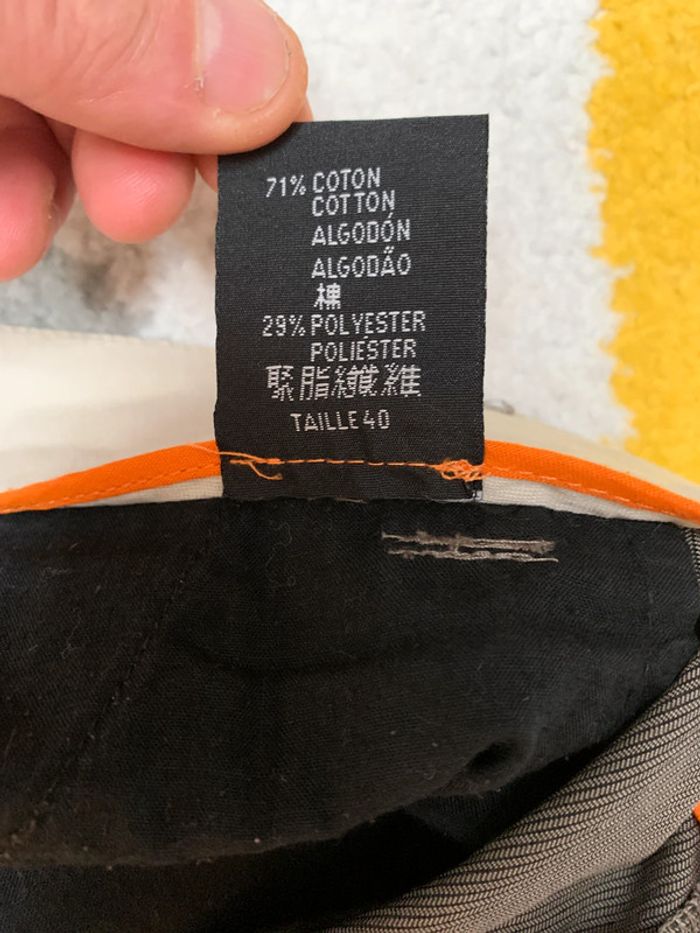 71% COTON
COTTON
ALGODÓN
ALGODÃO
棉
29% POLYESTER
POLIÉSTER
聚脂纖維
TAILLE 40